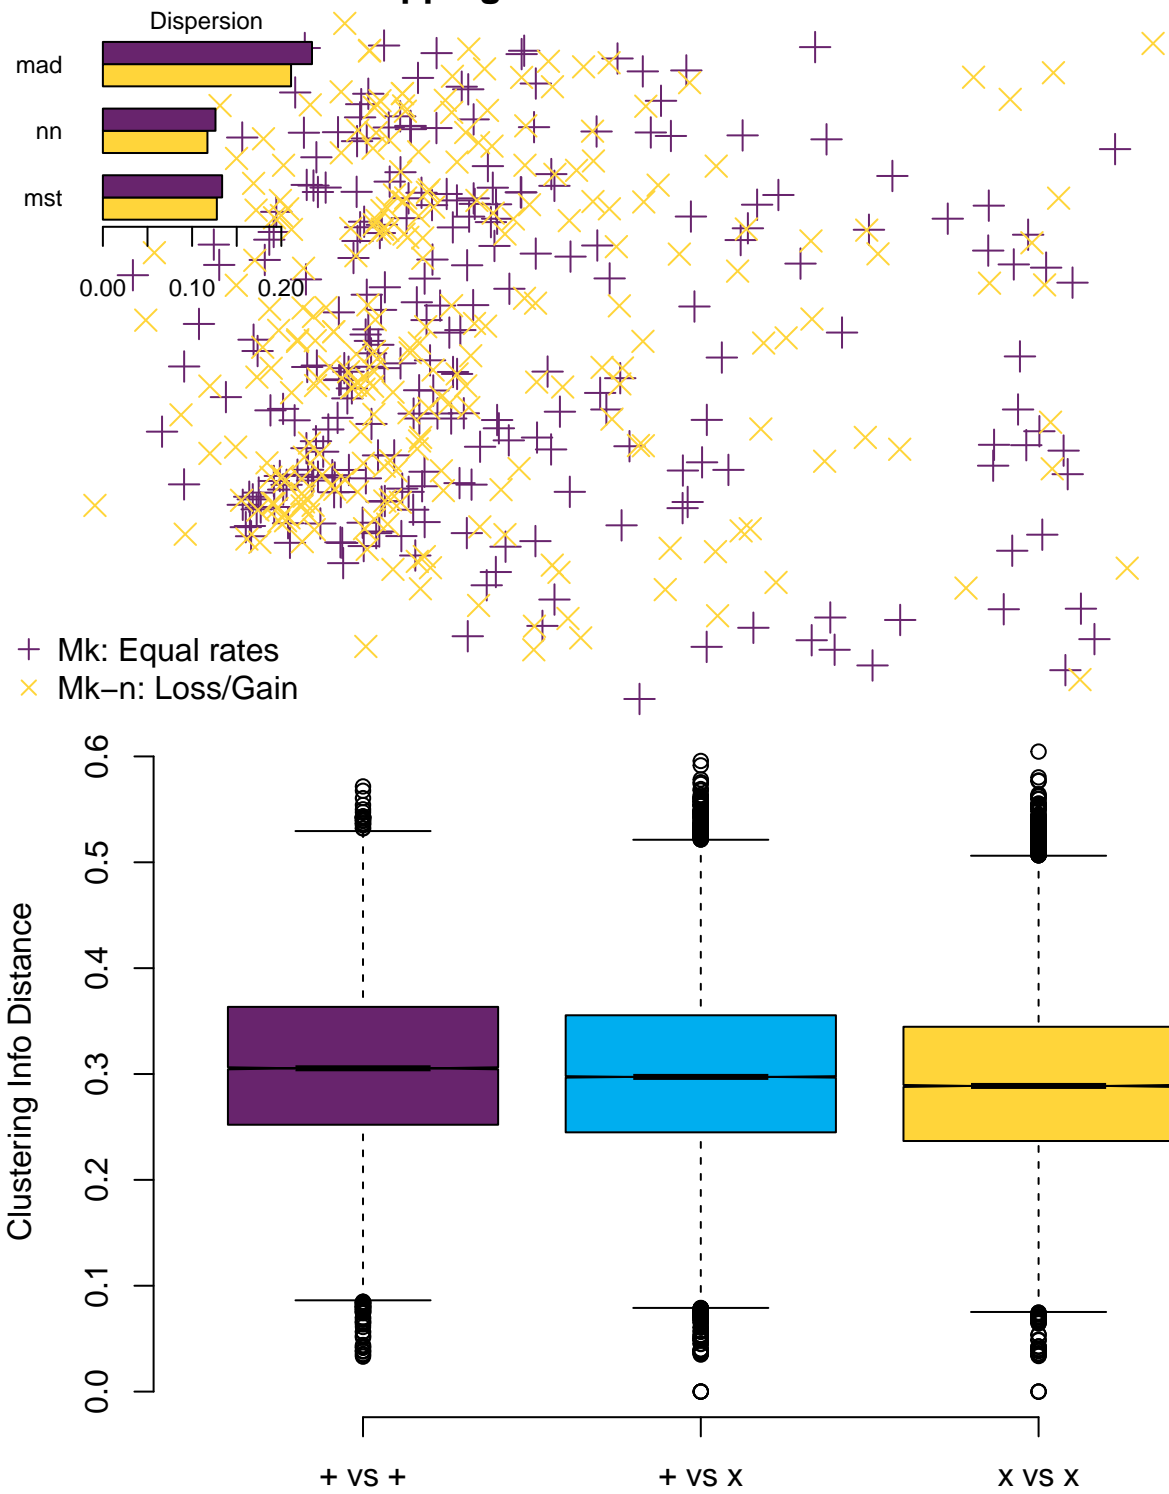 Dispersion
mad
nn
mst
0.00 0.10 0.20
+ Mk: Equal rates
× Mk−n: Loss/Gain
Clustering Info Distance
0.6
0.5
0.4
0.3
0.2
0.1
0.0
+ vs +
+ vs x
x vs x